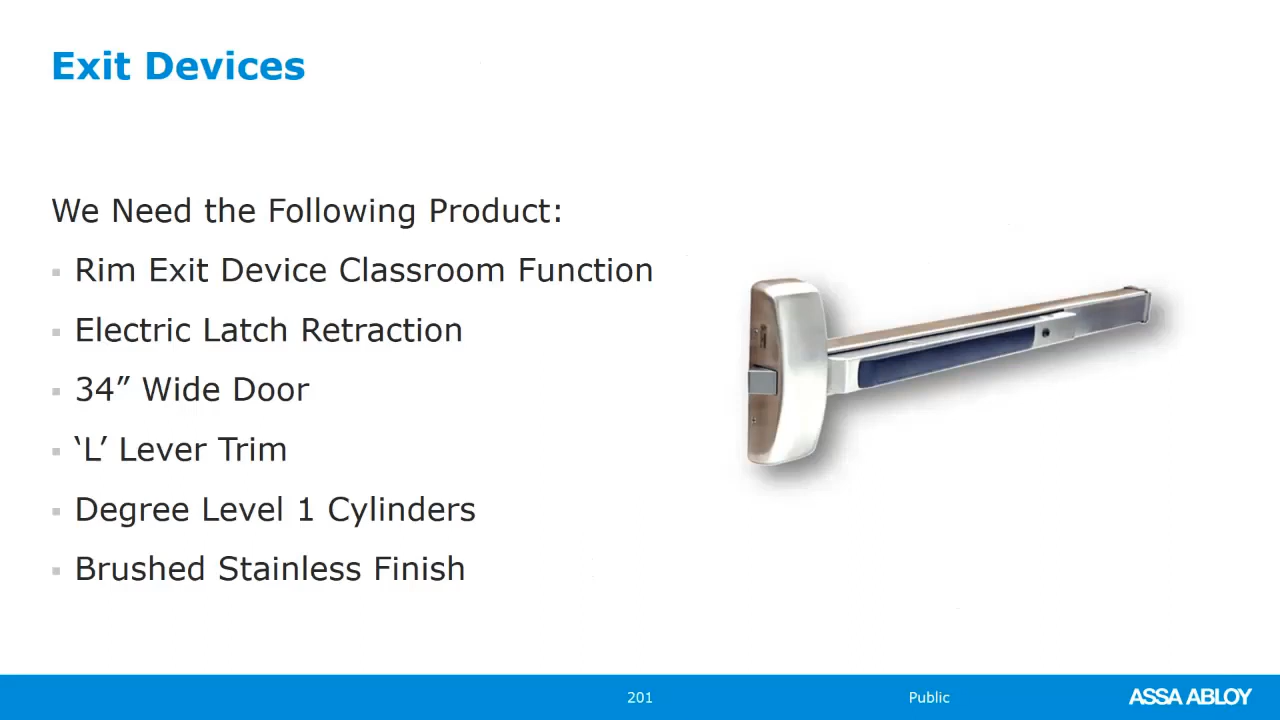 Exit Devices
We Need the Following Product:
▪ Rim Exit Device Classroom Function
▪ Electric Latch Retraction
▪ 34” Wide Door
▪ ‘L’ Lever Trim
▪ Degree Level 1 Cylinders
▪ Brushed Stainless Finish
201
Public
ASSA ABLOY